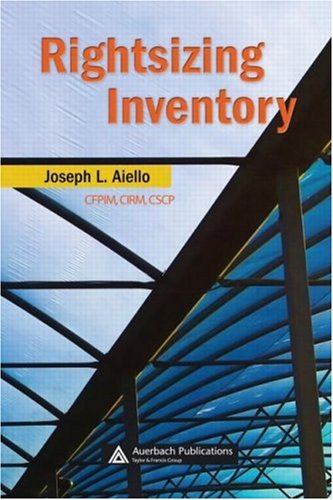 Rightsizing
Inventory
Joseph L. Aiello
CFPIM, CIRM, CSCP
Auerbach Publications
Taylor & Francis Group